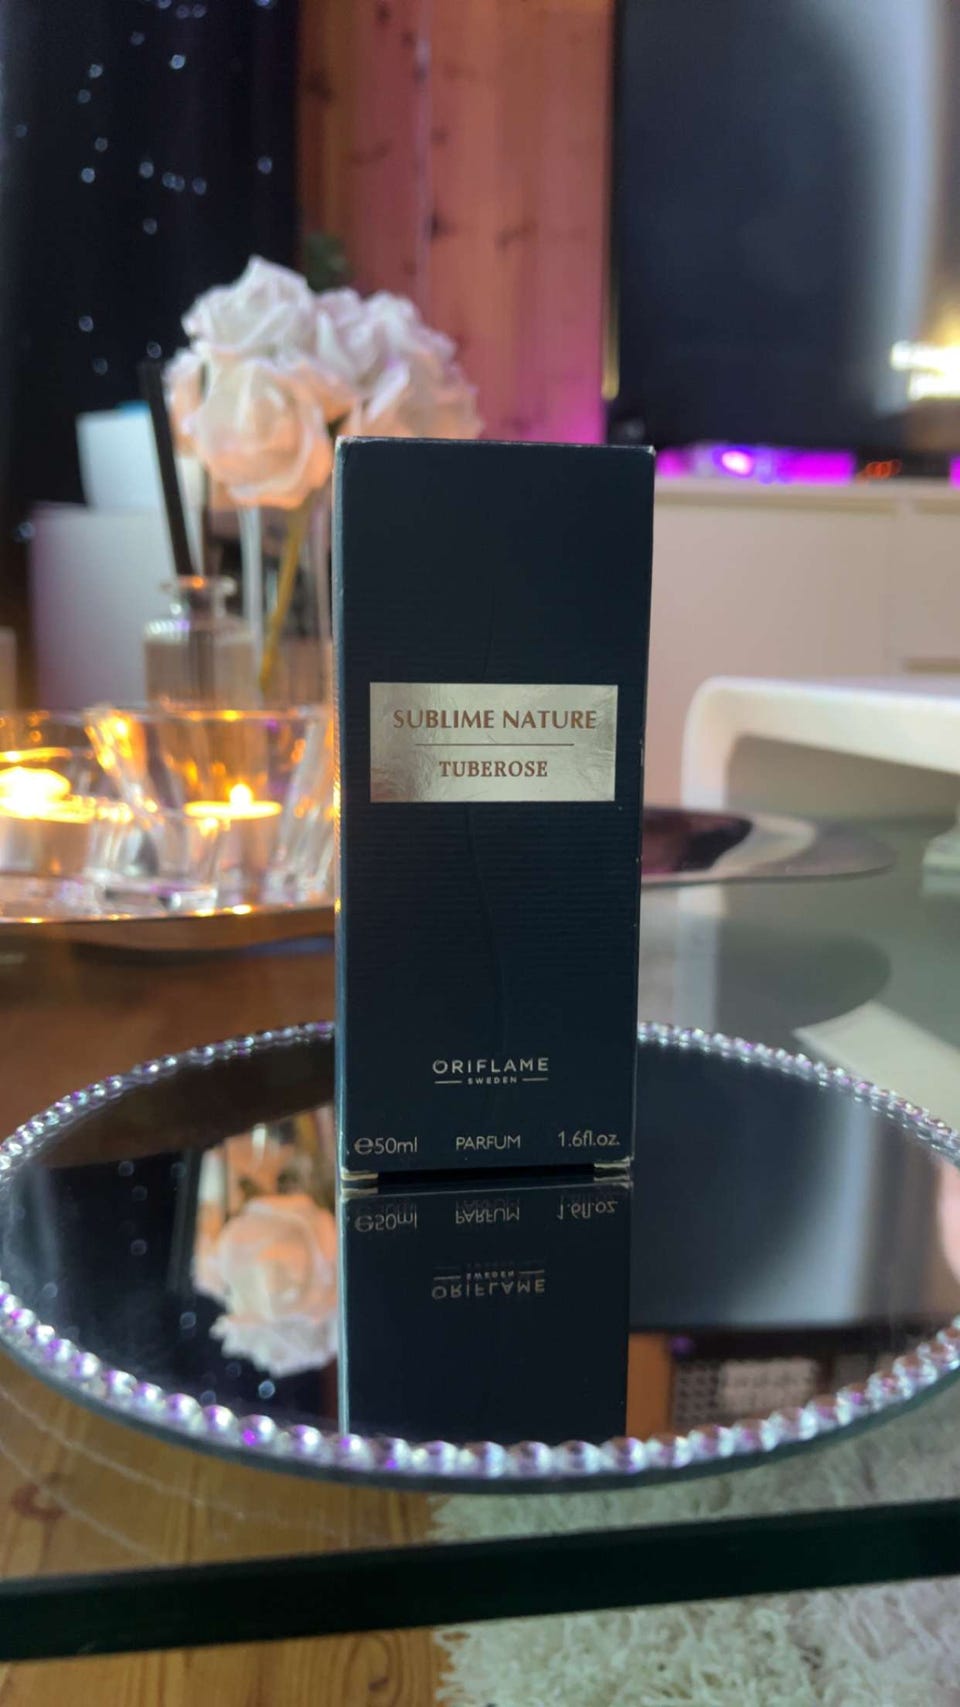 SUBLIME NATURE
TUBEROSE
ORIFLAME
SWEDEN
℮50ml PARFUM 1.6fl.oz.